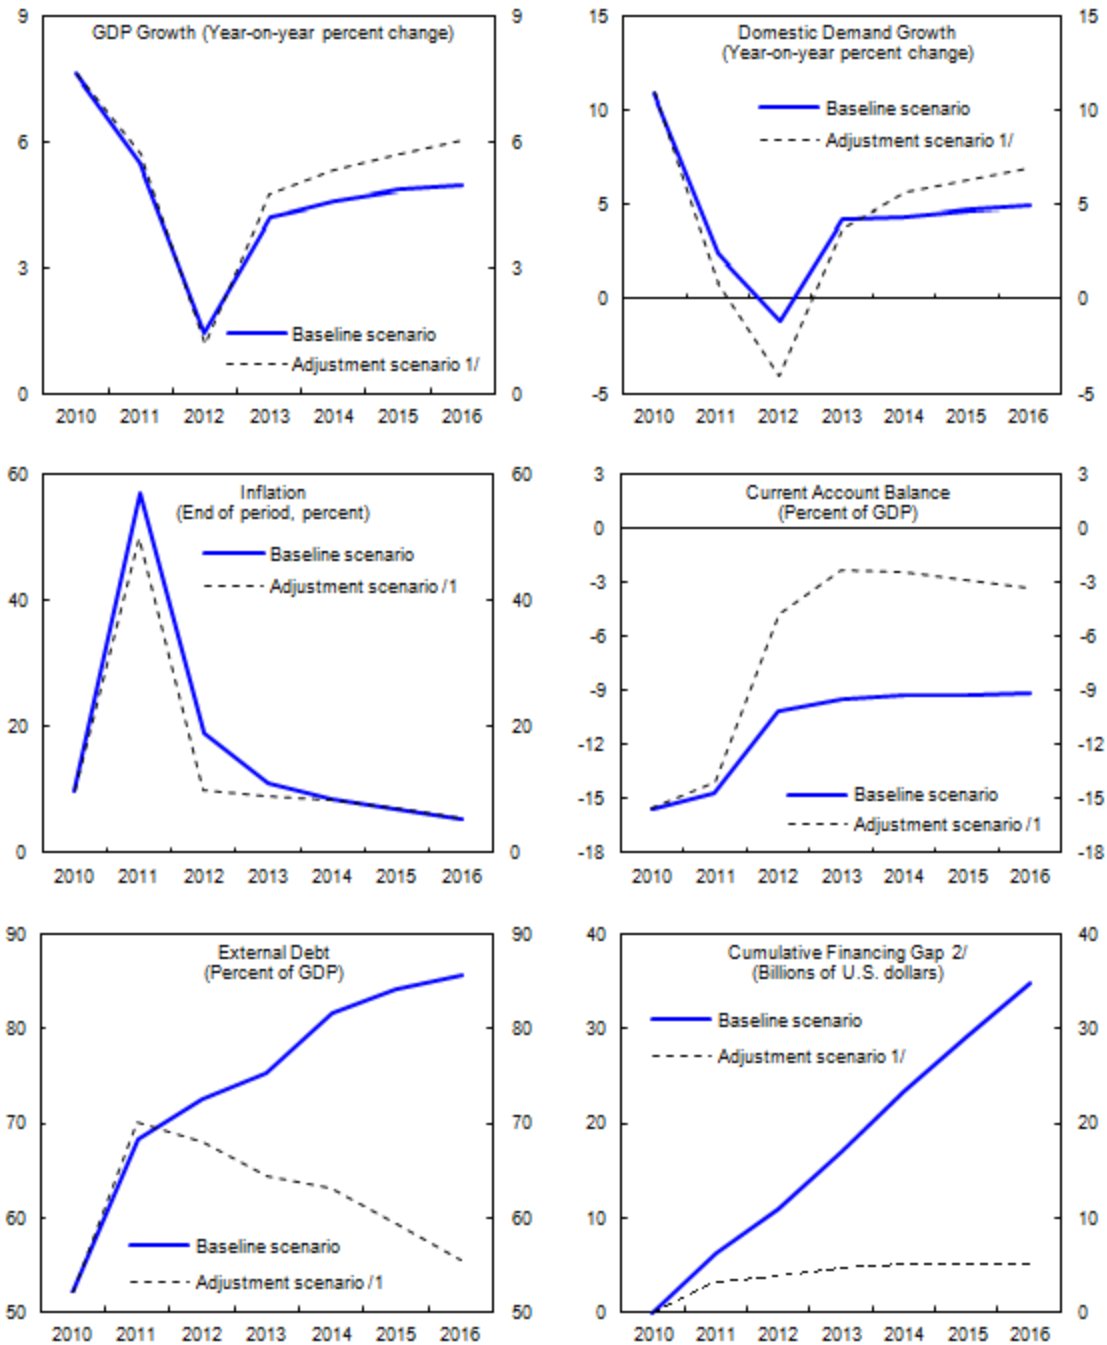 GDP Growth (Year-on-year percent change)
9 9
6 6
3 3
0 0
Baseline scenario
Adjustment scenario 1/
2010 2011 2012 2013 2014 2015 2016
Domestic Demand Growth
(Year-on-year percent change)
15 15
10 10
5 5
0 0
-5 -5
Baseline scenario
Adjustment scenario 1/
2010 2011 2012 2013 2014 2015 2016
Inflation
(End of period, percent)
60 60
40 40
20 20
0 0
Baseline scenario
Adjustment scenario /1
2010 2011 2012 2013 2014 2015 2016
Current Account Balance
(Percent of GDP)
3 3
0 0
-3 -3
-6 -6
-9 -9
-12 -12
-15 -15
-18 -18
Baseline scenario
Adjustment scenario /1
2010 2011 2012 2013 2014 2015 2016
External Debt
(Percent of GDP)
90 90
80 80
70 70
60 60
50 50
Baseline scenario
Adjustment scenario /1
2010 2011 2012 2013 2014 2015 2016
Cumulative Financing Gap 2/
(Billions of U.S. dollars)
40 40
30 30
20 20
10 10
0 0
Baseline scenario
Adjustment scenario 1/
2010 2011 2012 2013 2014 2015 2016